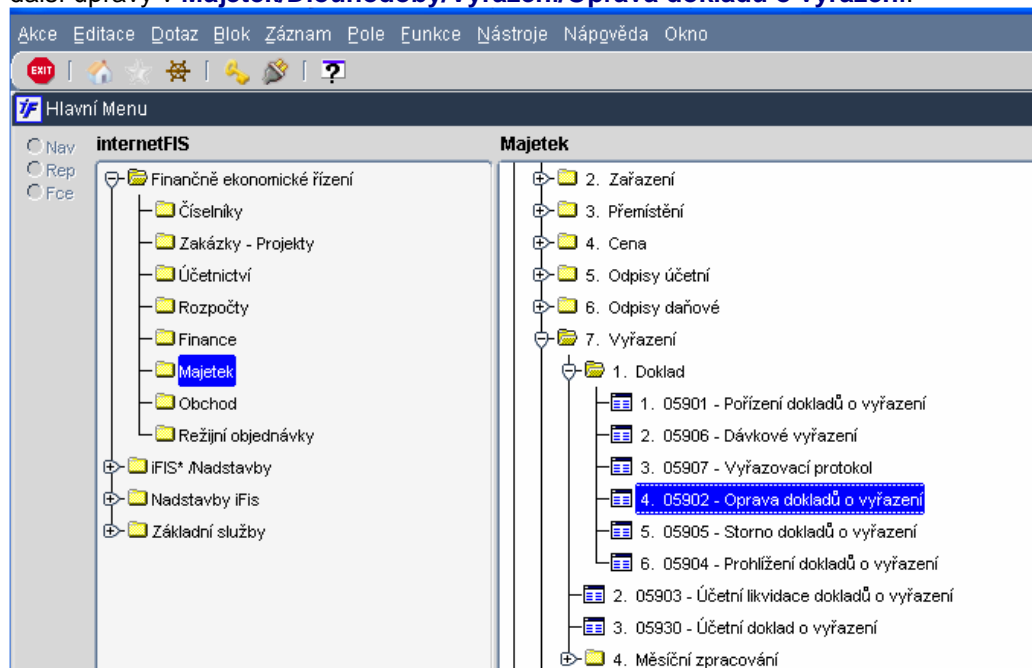 další úpravy : Majetek/Dlouhodobý/Vyřazení/Oprava dokladů o vyřazení.
Akce Editace Dotaz Blok Záznam Pole Funkce Nástroje Nápověda Okno
EXIT
Hlavní Menu
Nav
Rep
Fce
internetFIS
Finančně ekonomické řízení
Číselníky
Zakázky - Projekty
Účetnictví
Rozpočty
Finance
Majetek
Obchod
Režijní objednávky
iFIS* /Nadstavby
Nadstavby iFis
Základní služby
Majetek
2. Zařazení
3. Přemístění
4. Cena
5. Odpisy účetní
6. Odpisy daňové
7. Vyřazení
1. Doklad
1. 05901 - Pořízení dokladů o vyřazení
2. 05906 - Dávkové vyřazení
3. 05907 - Vyřazovací protokol
4. 05902 - Oprava dokladů o vyřazení
5. 05905 - Storno dokladů o vyřazení
6. 05904 - Prohlížení dokladů o vyřazení
2. 05903 - Účetní likvidace dokladů o vyřazení
3. 05930 - Účetní doklad o vyřazení
4. Měsíční zpracování